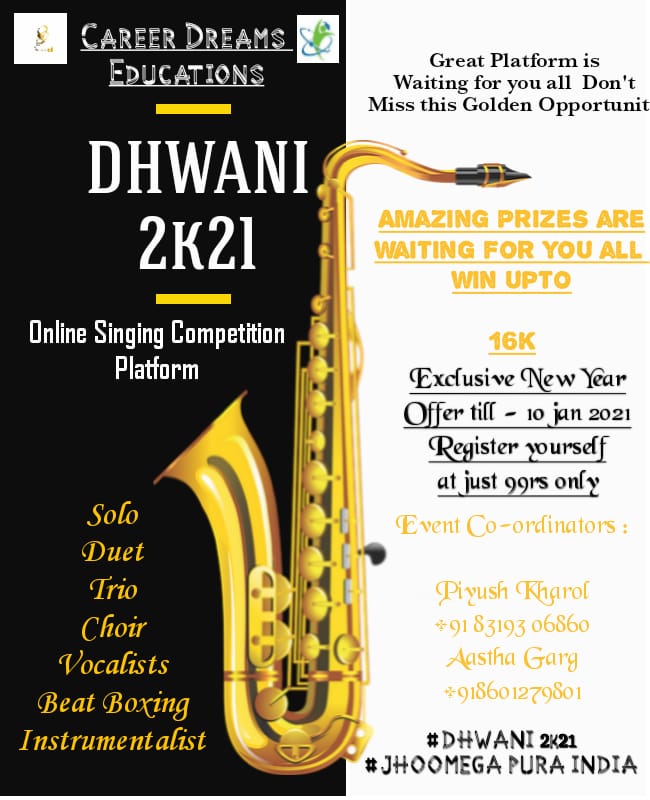 Career Dreams
Educations
DHWANI
2K21
Online Singing Competition
Platform
Solo
Duet
Trio
Choir
Vocalists
Beat Boxing
Instrumentalist
Great Platform is
Waiting for you all Don't
Miss this Golden Opportunit
AMAZING PRIZES ARE
WAITING FOR YOU ALL
WIN UPTO
16K
Exclusive New Year
Offer till - 10 jan 2021
Register yourself
at just 99rs only
Event Co-ordinators :
Piyush Kharol
+91 83193 06860
Aastha Garg
+918601279801
#DHWANI 2K21
#JHOOMEGA PURA INDIA